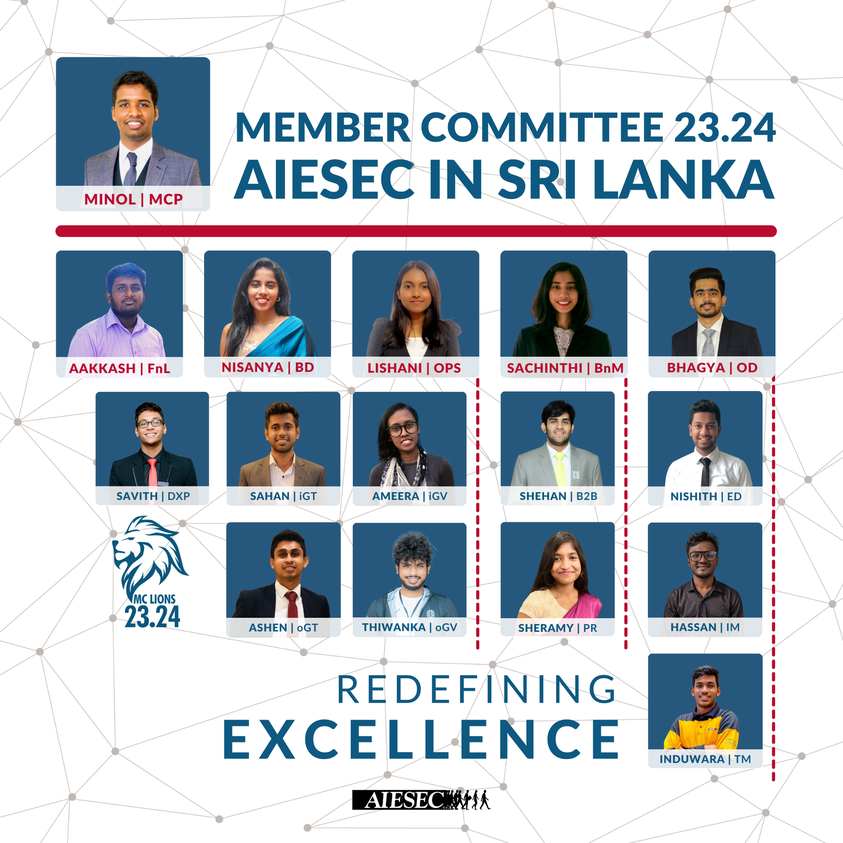 MEMBER COMMITTEE 23.24
AIESEC IN SRI LANKA
MINOL | MCP
AAKKASH | FnL
NISANYA | BD
LISHANI | OPS
SACHINTHI | BnM
BHAGYA | OD
SAVITH | DXP
SAHAN | iGT
AMEERA | iGV
SHEHAN | B2B
NISHITH | ED
MC LIONS
23.24
ASHEN | oGT
THIWANKA | oGV
SHERAMY | PR
HASSAN | IM
REDEFINING
EXCELLENCE
INDUWARA | TM
AIESEC